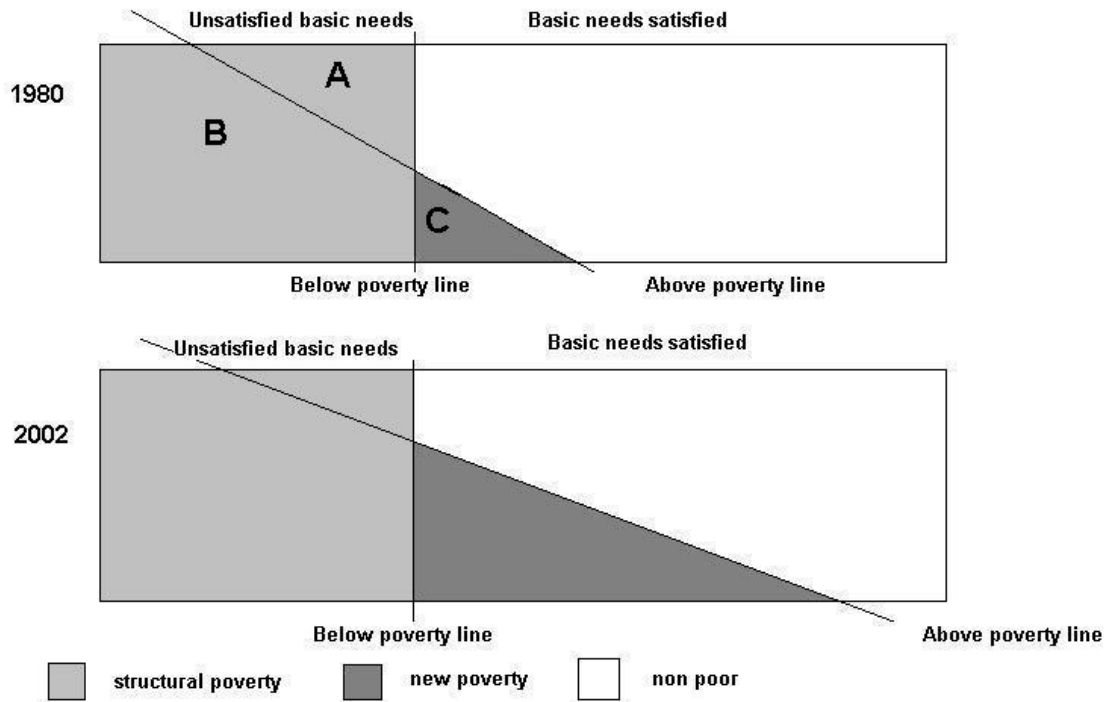 Unsatisfied basic needs Basic needs satisfied
A
1980
B
C
Below poverty line Above poverty line
Unsatisfied basic needs Basic needs satisfied
2002
Below poverty line Above poverty line
structural poverty new poverty non poor